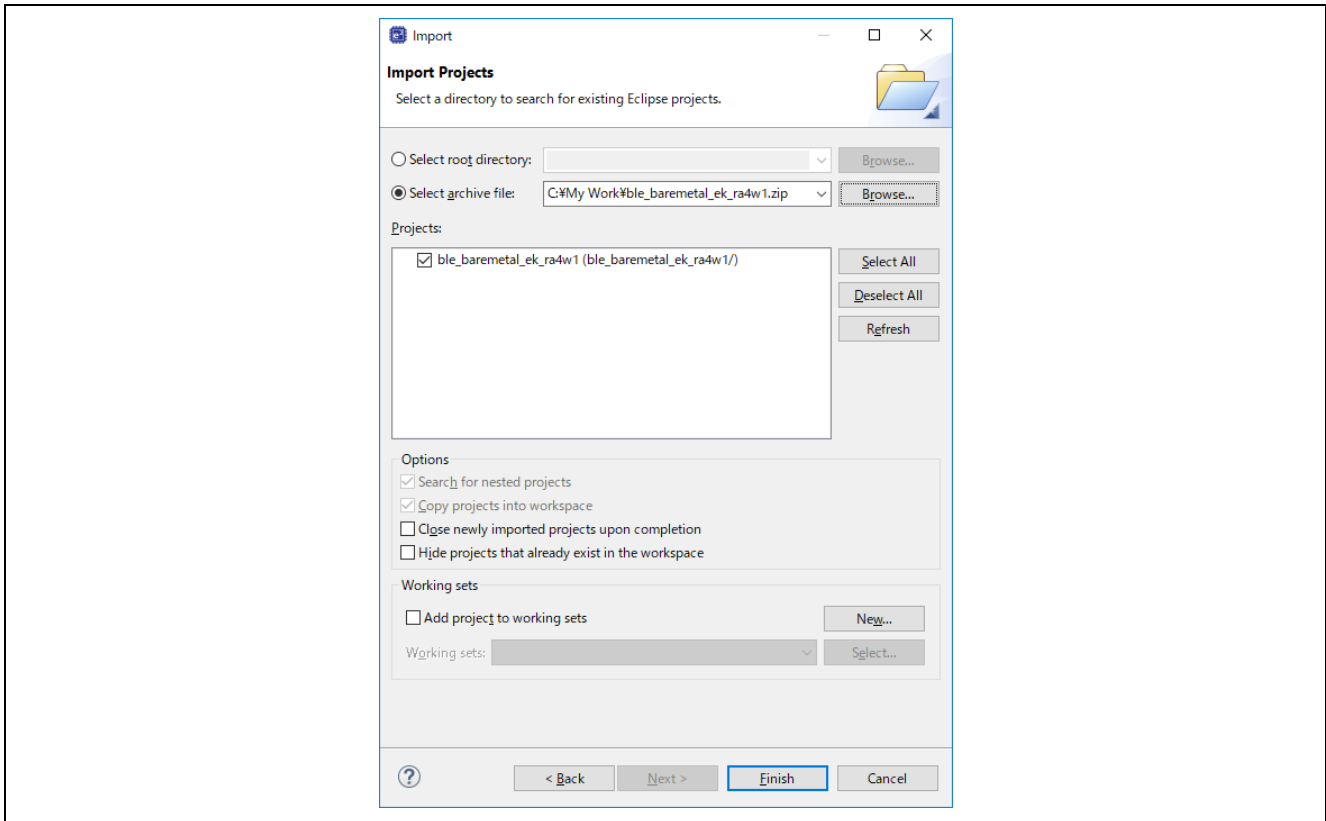 Import
Import Projects
Select a directory to search for existing Eclipse projects.
Select root directory:
Browse...
Select archive file:
C:¥My Work¥ble_baremetal_ek_ra4w1.zip
Browse...
Projects:
ble_baremetal_ek_ra4w1 (ble_baremetal_ek_ra4w1/)
Select All
Deselect All
Refresh
Options
Search for nested projects
Copy projects into workspace
Close newly imported projects upon completion
Hide projects that already exist in the workspace
Working sets
Add project to working sets
New...
Working sets:
Select...
?
< Back
Next >
Finish
Cancel